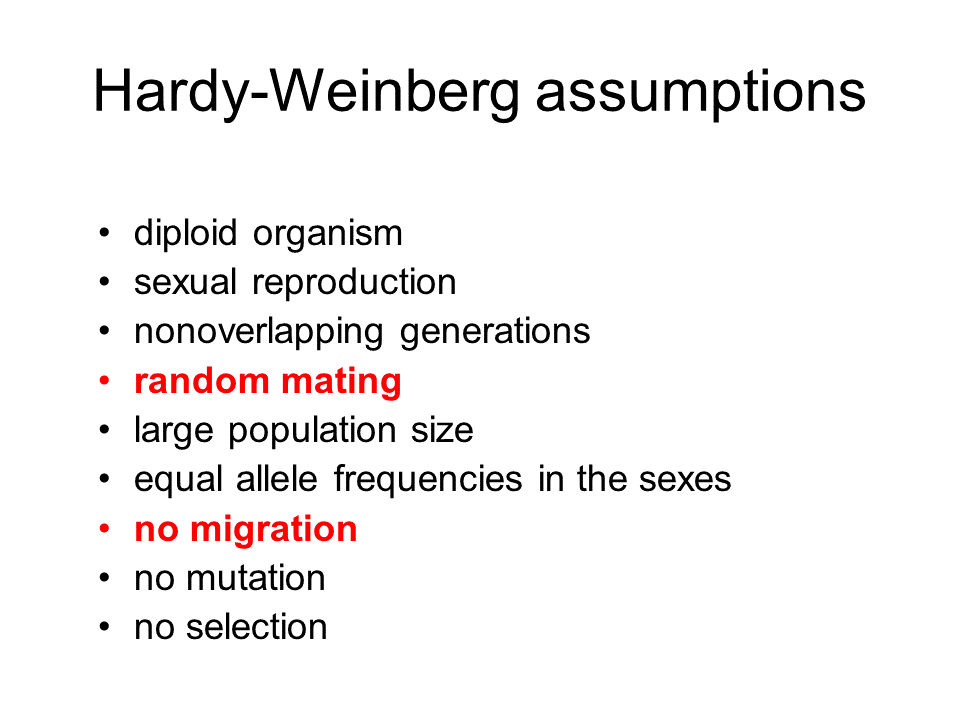 Hardy-Weinberg assumptions
• diploid organism
• sexual reproduction
• nonoverlapping generations
• random mating
• large population size
• equal allele frequencies in the sexes
• no migration
• no mutation
• no selection